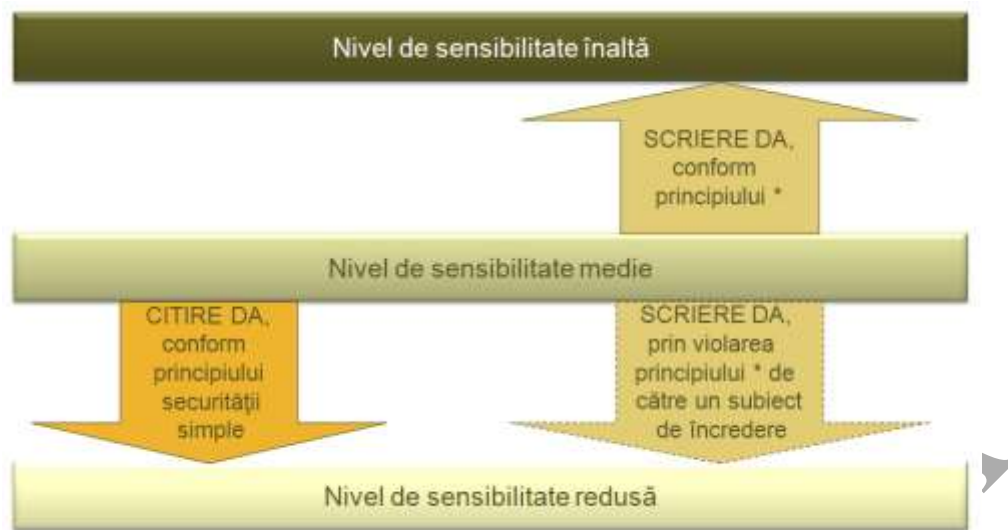 Nivel de sensibilitate înaltă
SCRIERE DA,
conform
principiului *
Nivel de sensibilitate medie
CITIRE DA,
conform
principiului
securităţii
simple
SCRIERE DA,
prin violarea
principiului * de
către un subiect
de încredere
Nivel de sensibilitate redusă